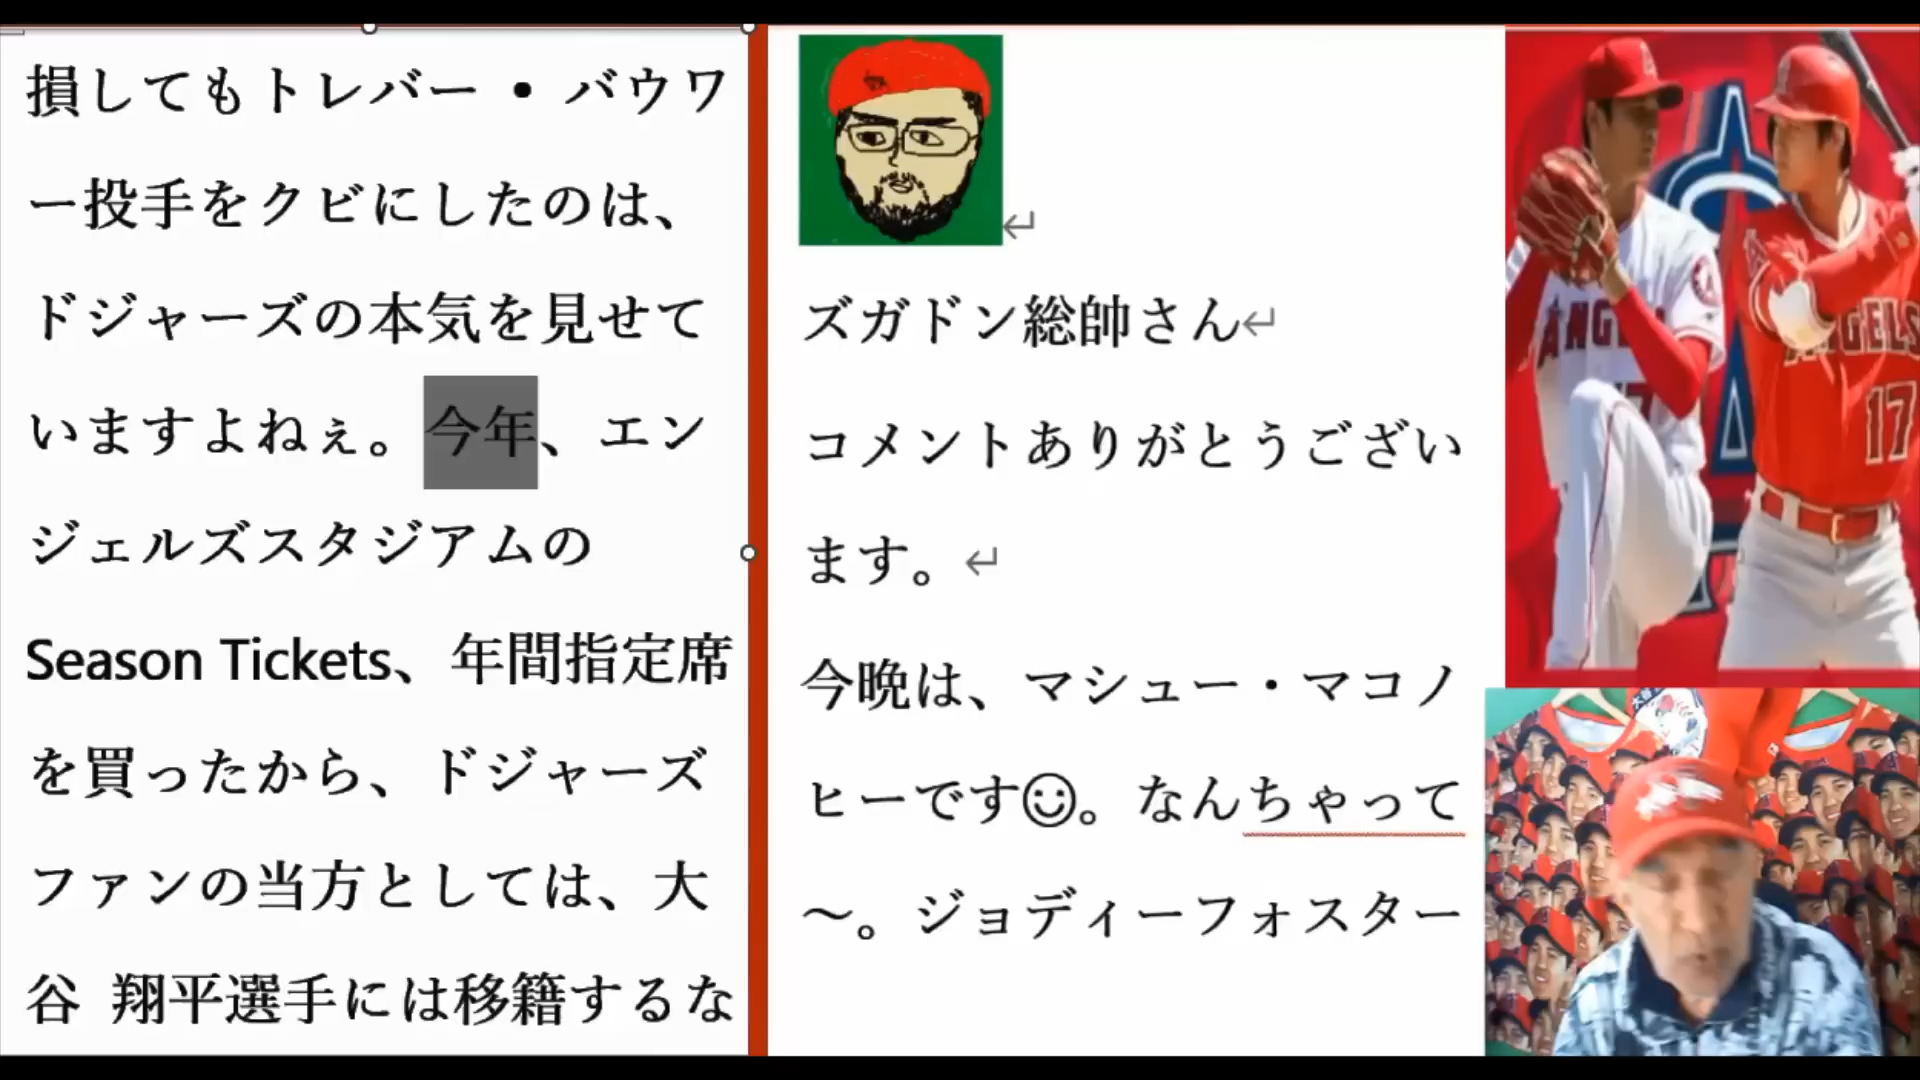 損してもトレバー・バウワ
ー投手をクビにしたのは、
ドジャーズの本気を見せて
いますよねぇ。今年、エン
ジェルズスタジアムの
Season Tickets、年間指定席
を買ったから、ドジャーズ
ファンの当方としては、大
谷 翔平選手には移籍するな
ズガドン総帥さん
コメントありがとうござい
ます。
今晩は、マシュー・マコノ
ヒーです☺。なんちゃって
～。ジョディーフォスター
ANGELS
17